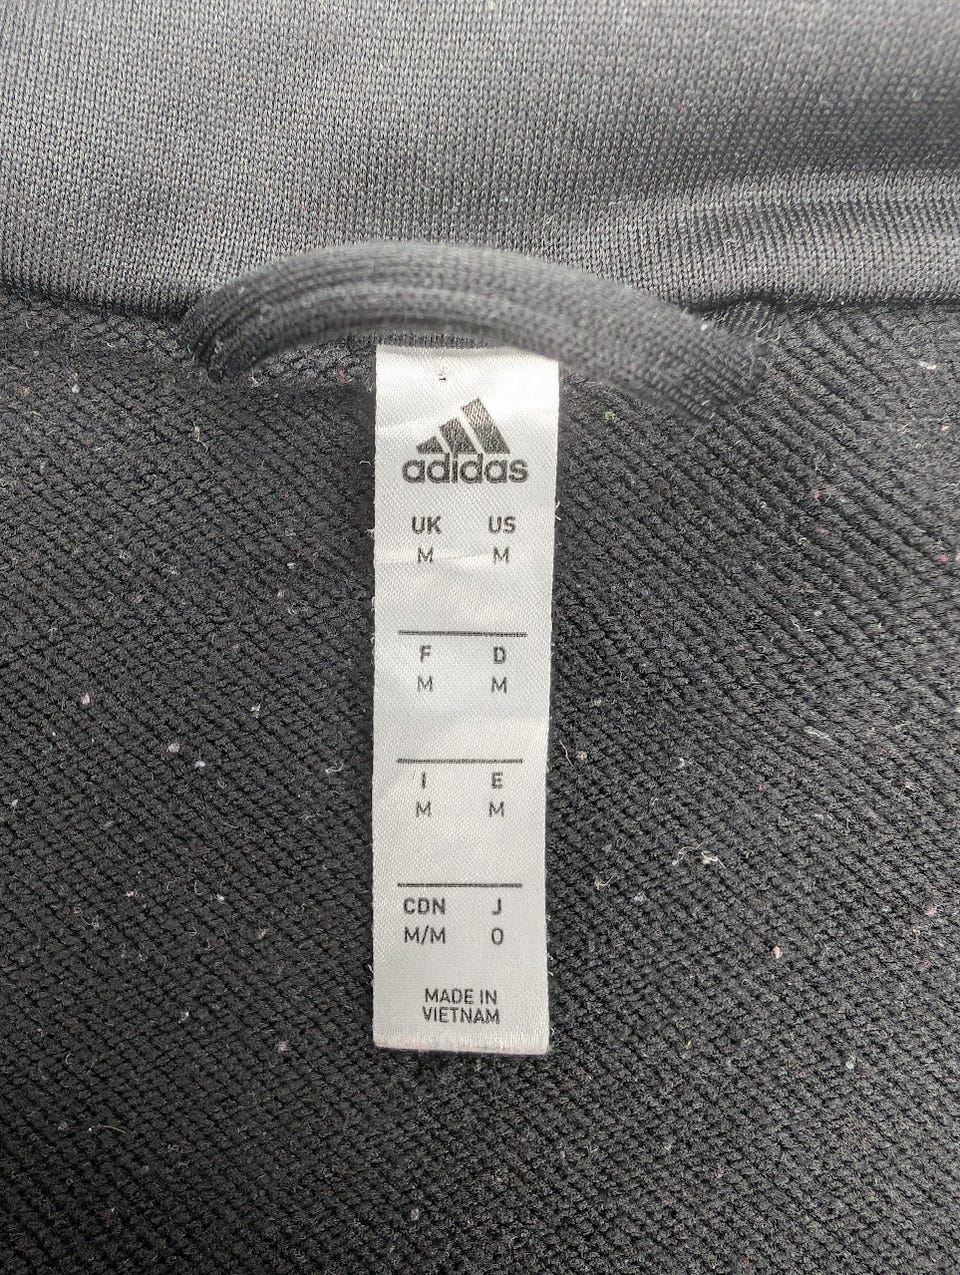 adidas
UK US
M M
F D
M M
I E
M M
CDN J
M/M O
MADE IN
VIETNAM